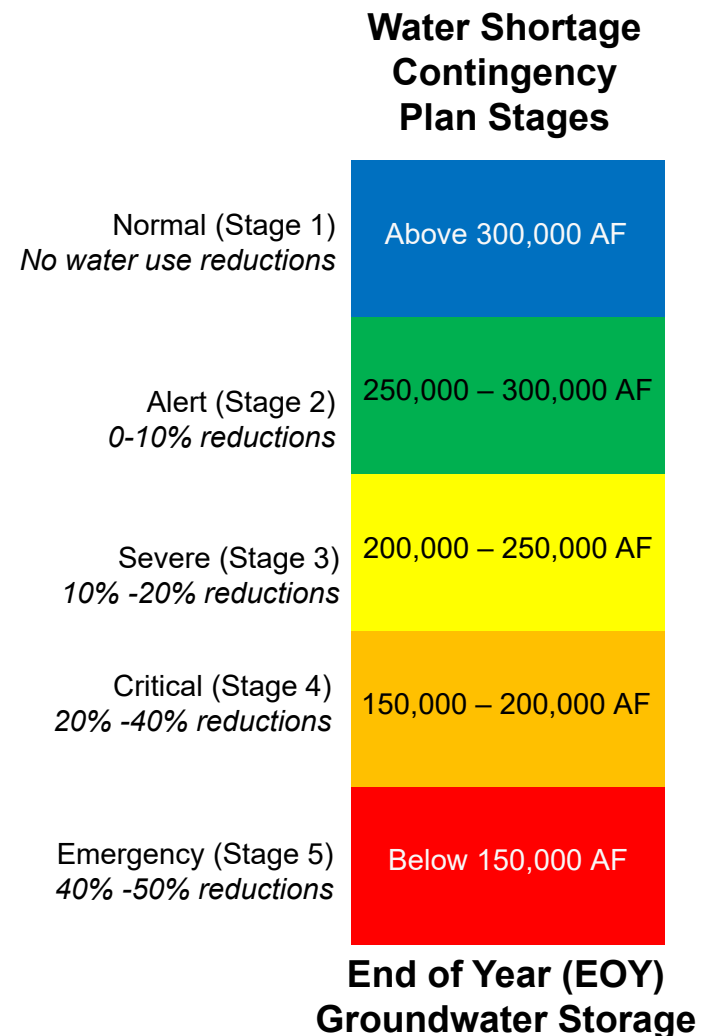 Water Shortage
Contingency
Plan Stages
Normal (Stage 1)
No water use reductions
Above 300,000 AF
Alert (Stage 2)
0-10% reductions
250,000 – 300,000 AF
Severe (Stage 3)
10% -20% reductions
200,000 – 250,000 AF
Critical (Stage 4)
20% -40% reductions
150,000 – 200,000 AF
Emergency (Stage 5)
40% -50% reductions
Below 150,000 AF
End of Year (EOY)
Groundwater Storage